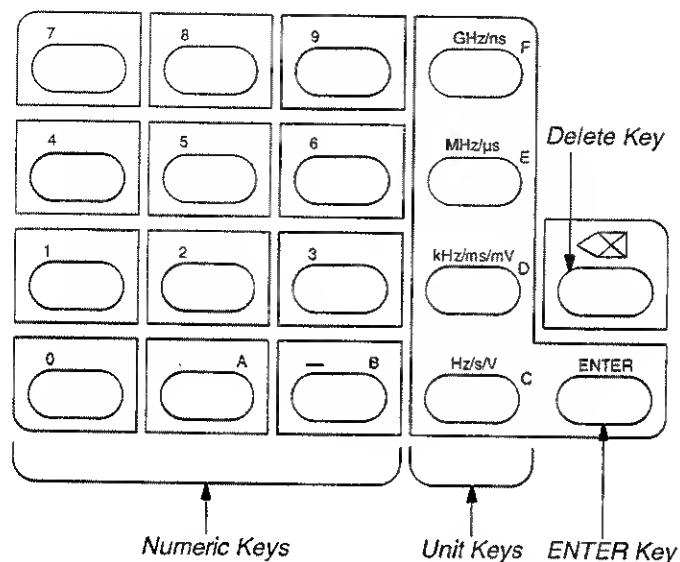 7 8 9 GHz/ns F
4 5 6 MHz/µs E
Delete Key
1 2 3 kHz/ms/mV D
0 . A — B Hz/s/V C ENTER
Numeric Keys Unit Keys ENTER Key